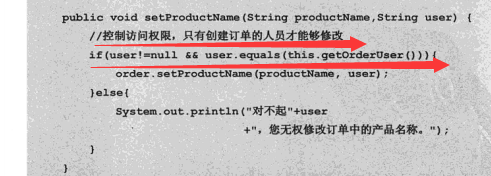 public void setProductName(String productName,String user) {
//控制访问权限,只有创建订单的人员才能够修改
if(user!=null && user.equals(this.getOrderUser())){
order.setProductName(productName, user);
}else{
System.out.println("对不起"+user
+", 您无权修改订单中的产品名称。");
}
}